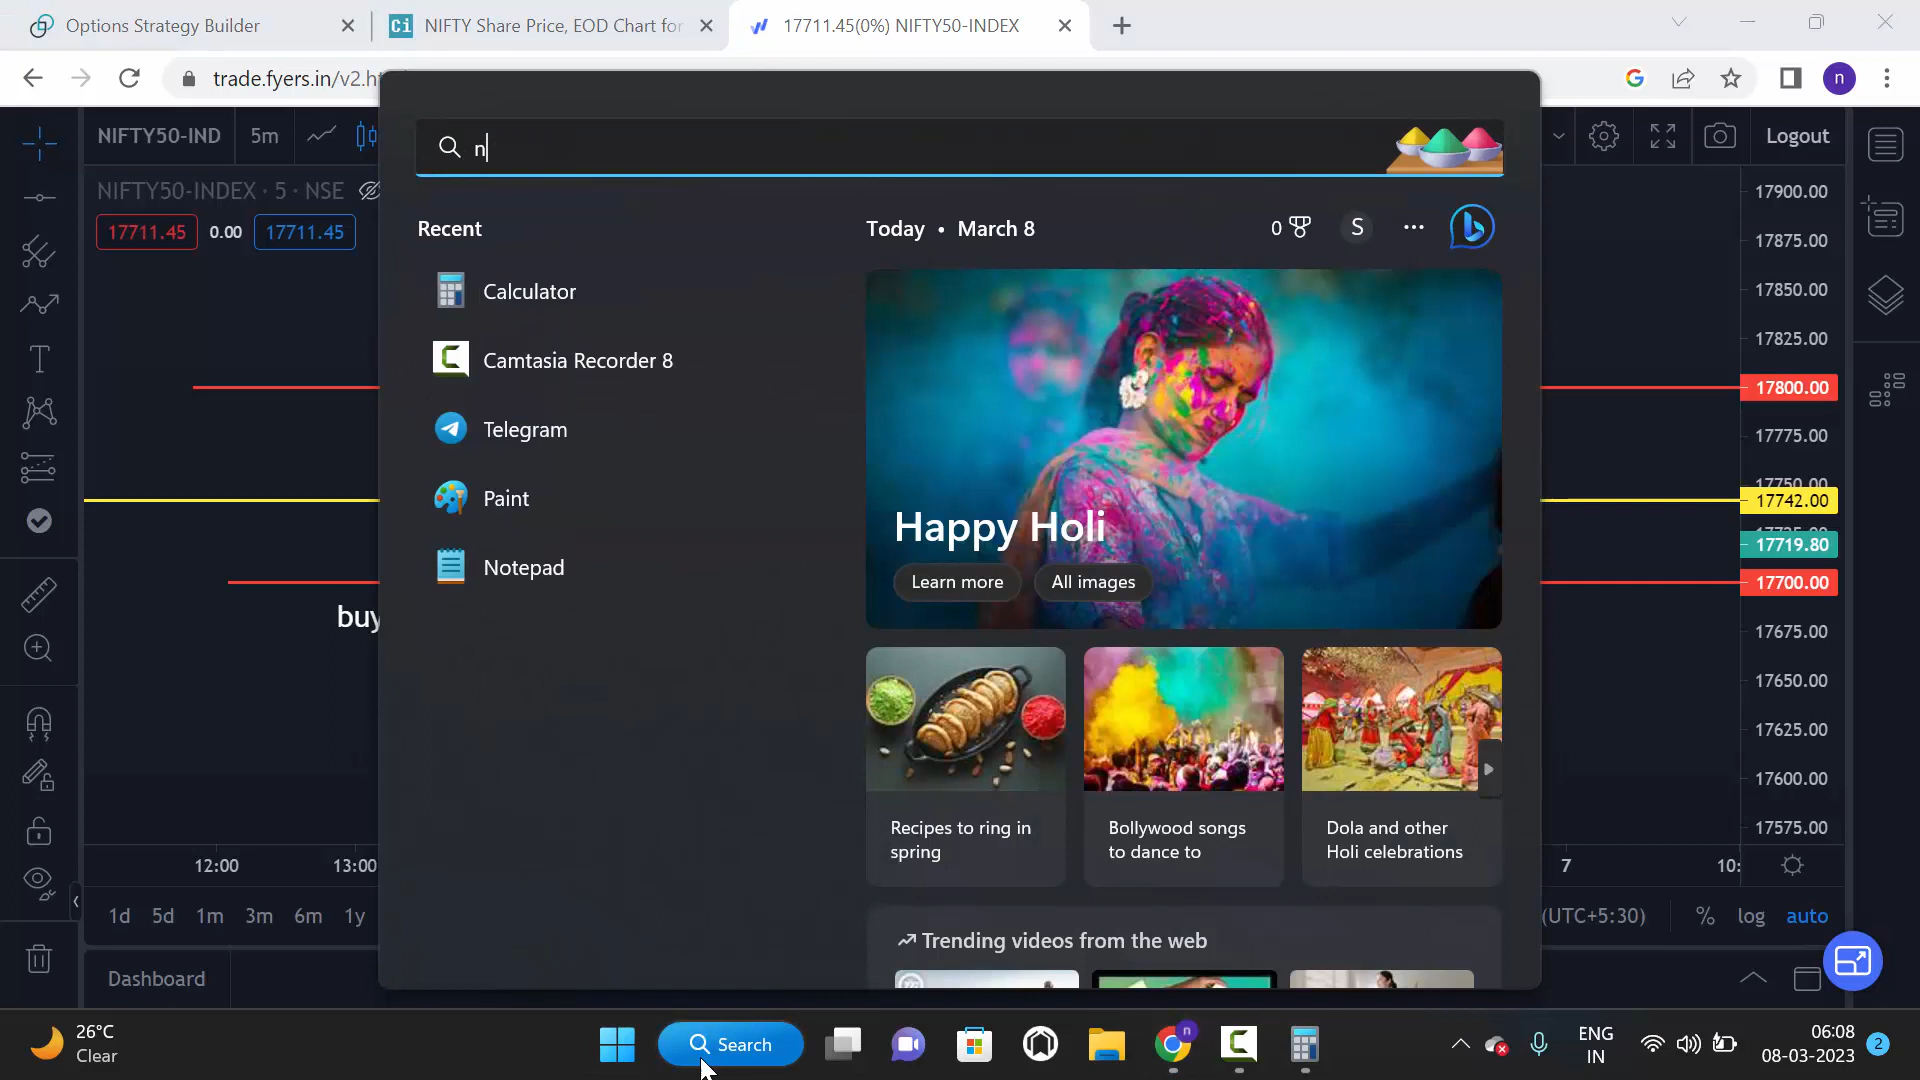 Options Strategy Builder
Ci
NIFTY Share Price, EOD Chart for
17711.45(0%) NIFTY50-INDEX
trade.fyers.in/v2.h
n
NIFTY50-IND
5m
Logout
NIFTY50-INDEX · 5 · NSE
17711.45
0.00
17711.45
n
Recent
Calculator
Camtasia Recorder 8
Telegram
Paint
Notepad
Today • March 8
0
S
Happy Holi
Learn more
All images
Recipes to ring in
spring
Bollywood songs
to dance to
Dola and other
Holi celebrations
Trending videos from the web
buy
17900.00
17875.00
17850.00
17825.00
17800.00
17775.00
17750.00
17742.00
17719.80
17700.00
17675.00
17650.00
17625.00
17600.00
17575.00
12:00
13:00
7
10:
1d
5d
1m
3m
6m
1y
(UTC+5:30)
%
log
auto
Dashboard
26°C
Clear
Search
n
ENG
IN
06:08
08-03-2023
2